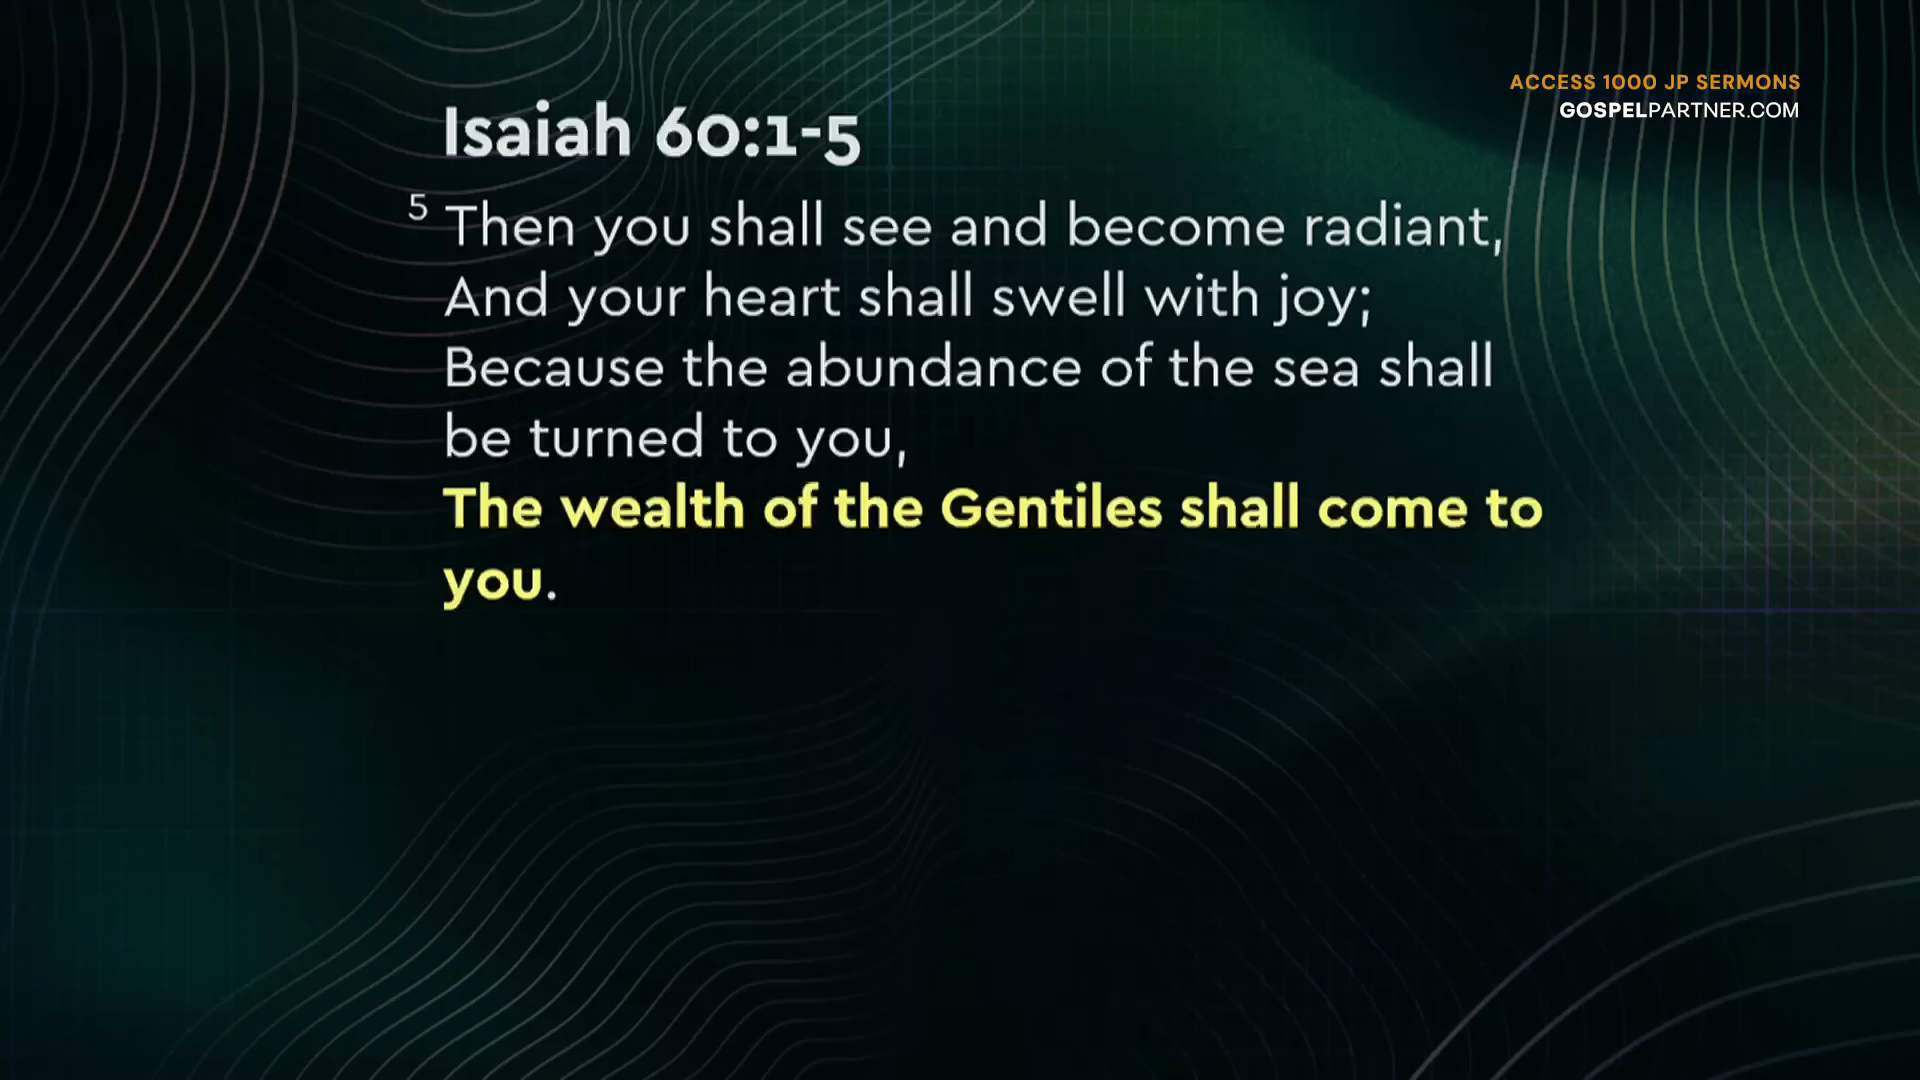 ACCESS 1000 JP SERMONS
GOSPELPARTNER.COM
Isaiah 60:1-5
5 Then you shall see and become radiant,
And your heart shall swell with joy;
Because the abundance of the sea shall
be turned to you,
The wealth of the Gentiles shall come to
you.